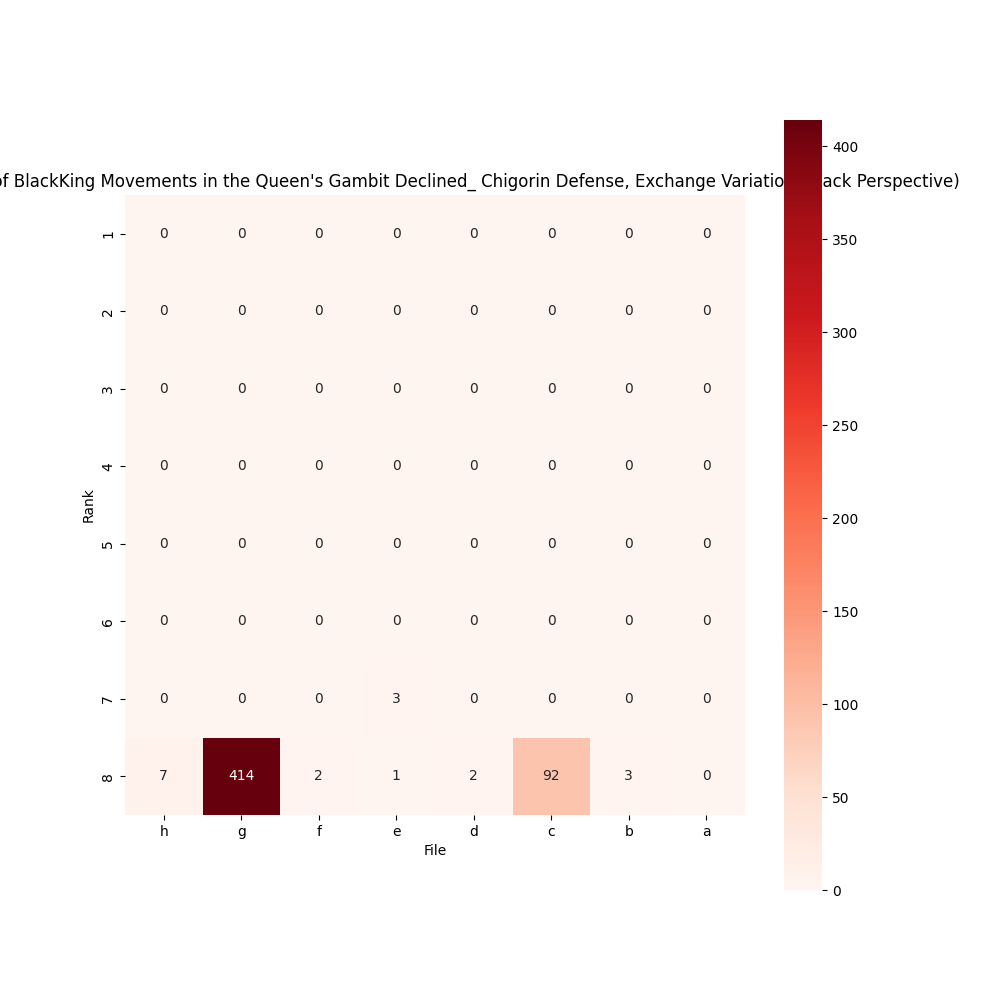 of BlackKing Movements in the Queen's Gambit Declined_ Chigorin Defense, Exchange Variatio ack Perspective)
1 0 0 0 0 0 0 0 0
2 0 0 0 0 0 0 0 0
3 0 0 0 0 0 0 0 0
4 0 0 0 0 0 0 0 0
Rank
5 0 0 0 0 0 0 0 0
6 0 0 0 0 0 0 0 0
7 0 0 0 3 0 0 0 0
8 7 414 2 1 2 92 3 0
h g f e d c b a
File
400
350
300
250
200
150
100
50
0